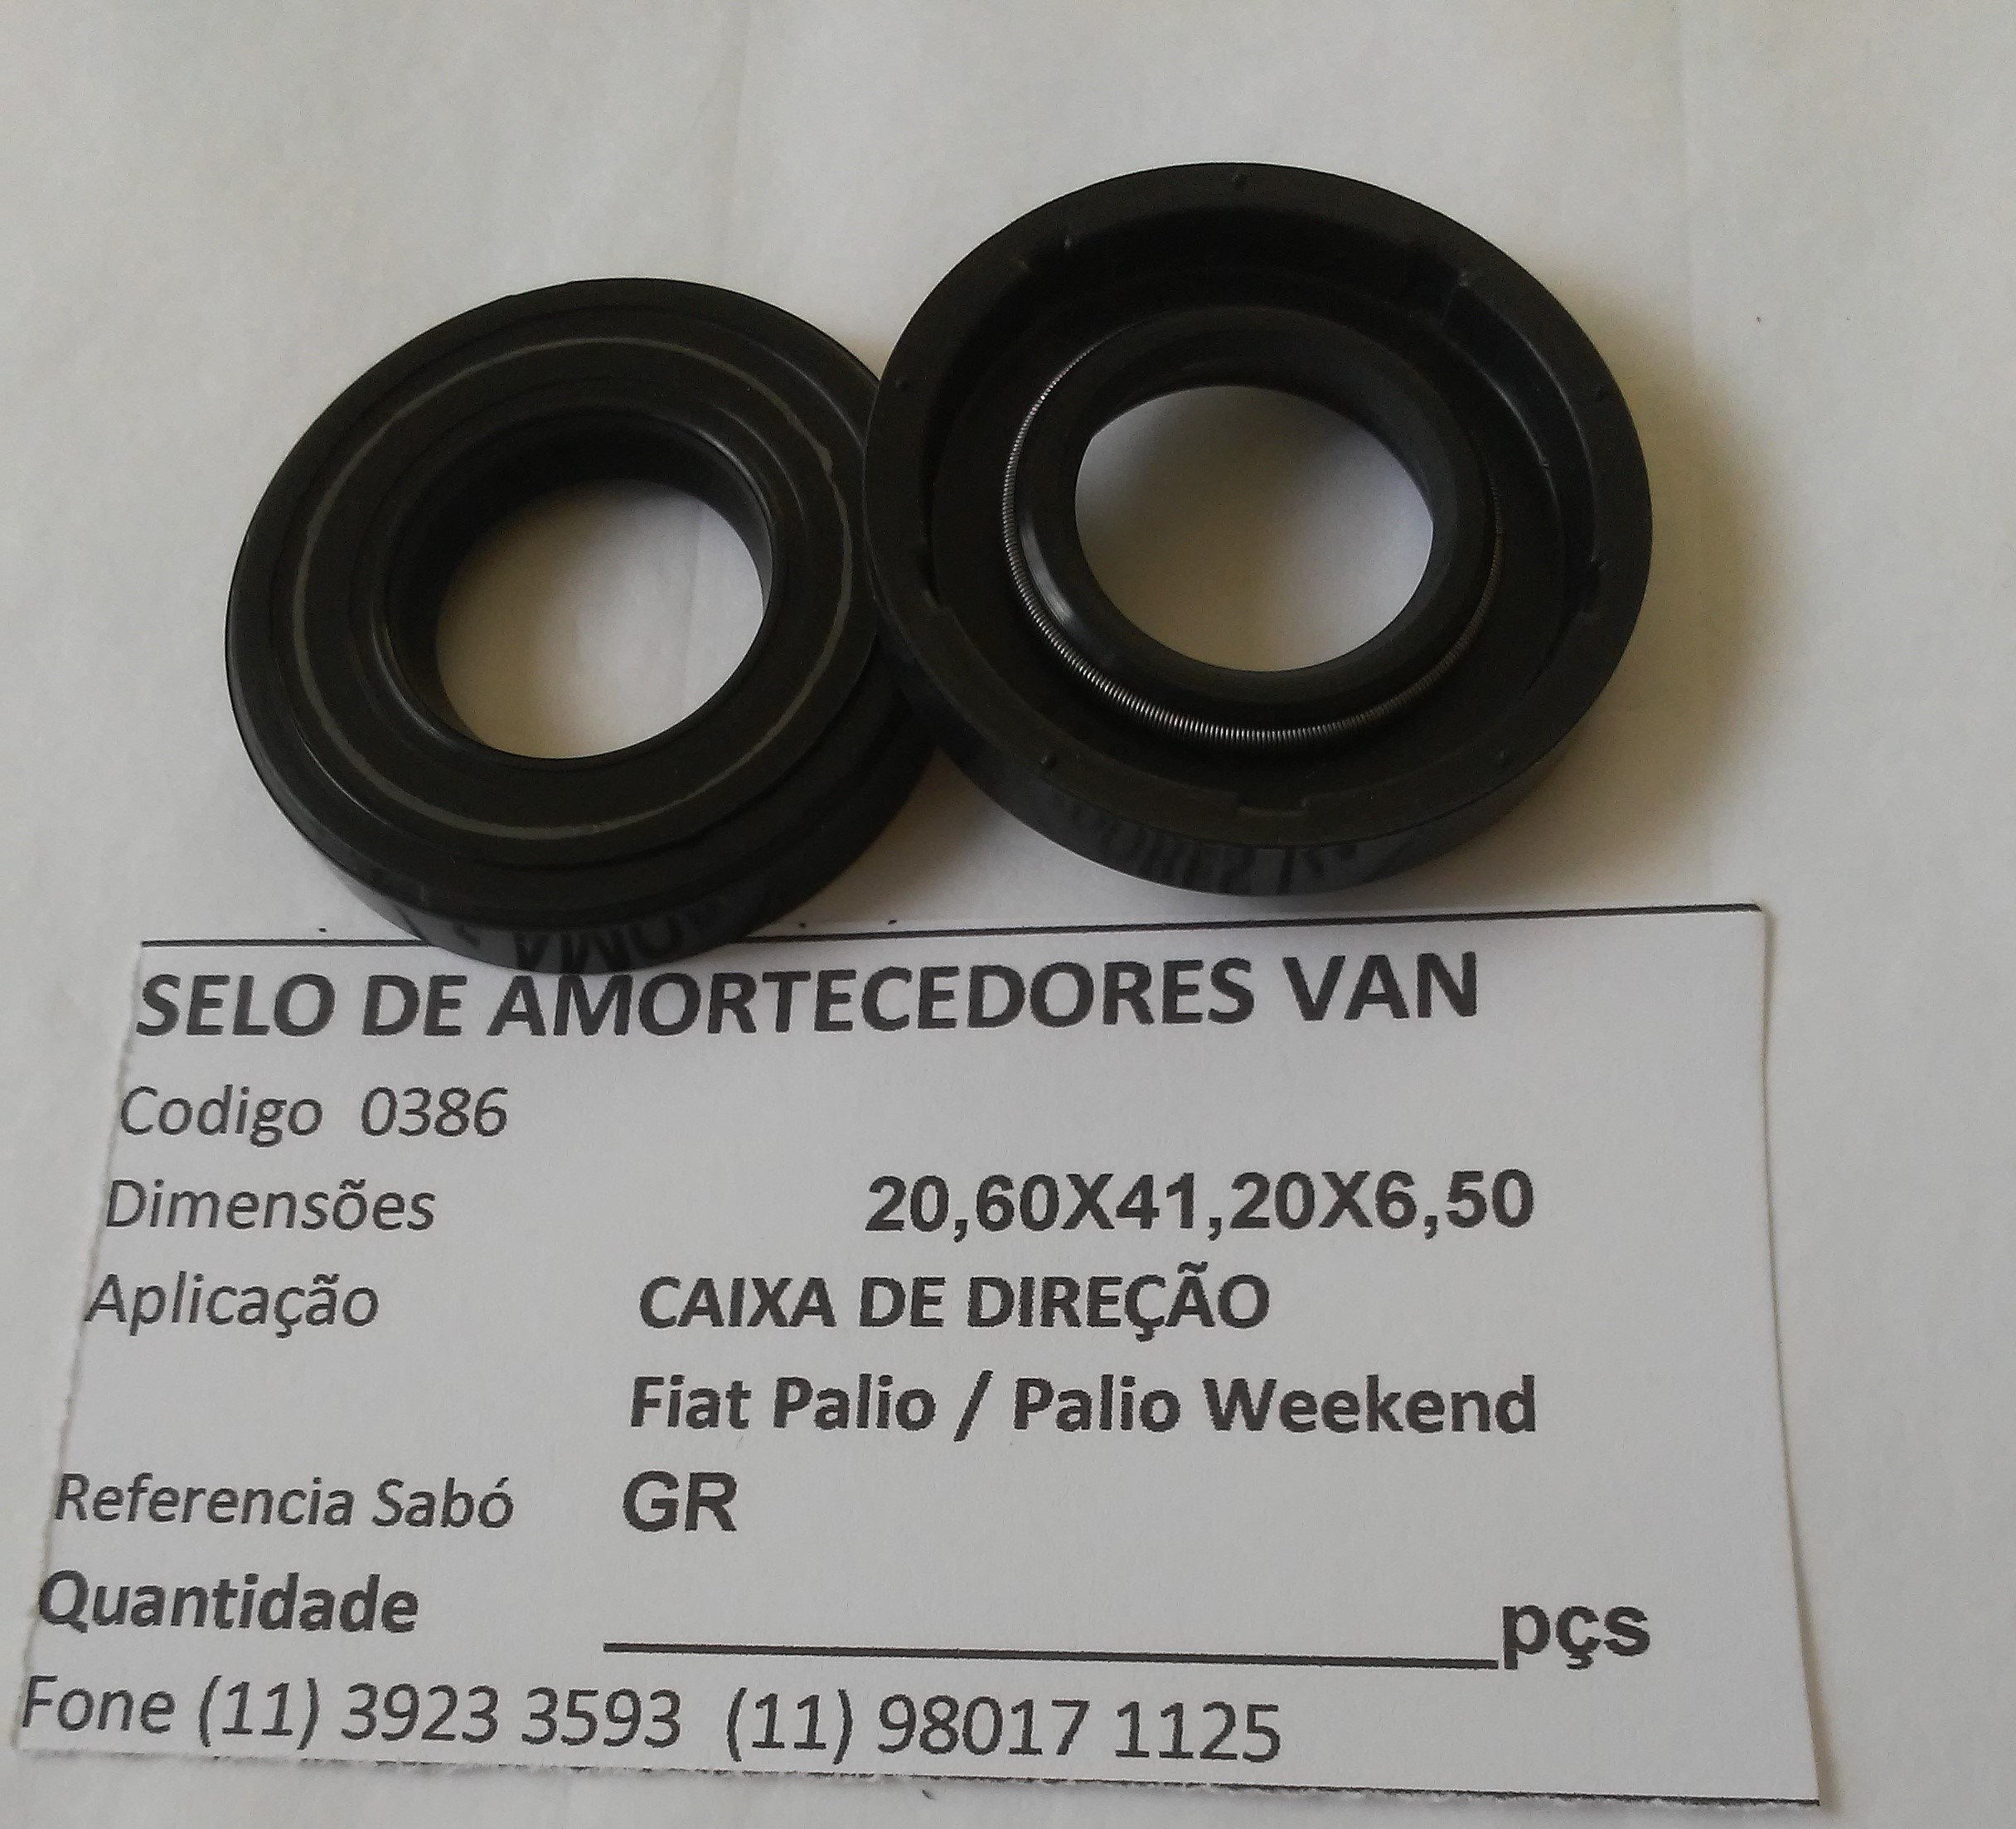 SELO DE AMORTECEDORES VAN
Codigo 0386
Dimensões 20,60X41,20X6,50
Aplicação CAIXA DE DIREÇÃO
Fiat Palio / Palio Weekend
Referencia Sabó GR
Quantidade ____________________pçs
Fone (11) 3923 3593 (11) 98017 1125